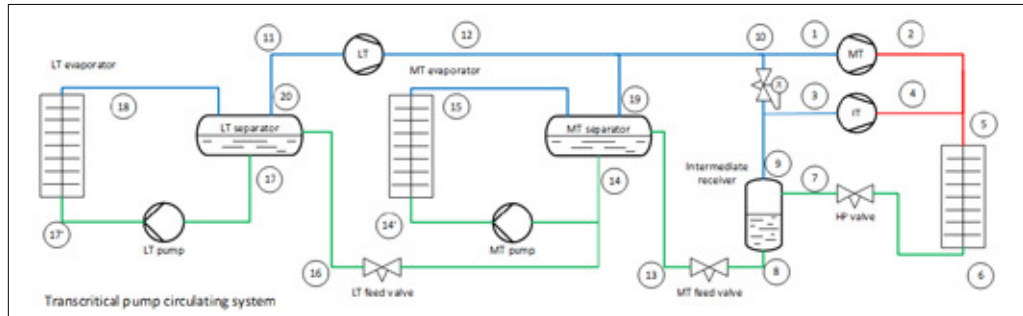 10
11
12
1
2
LT
MT
LT evaporator
MT evaporator
18
20
15
19
3
4
IT
5
LT separator
MT separator
9
Intermediate
receiver
7
17
14
HP valve
17'
14'
LT pump
MT pump
16
13
8
6
LT feed valve
MT feed valve
Transcritical pump circulating system